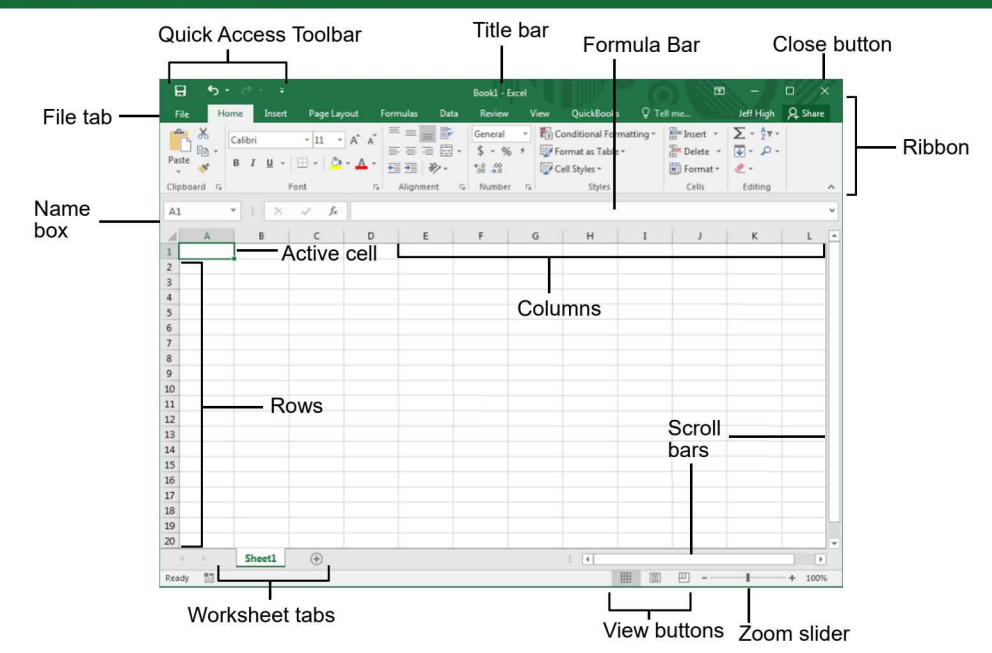 Quick Access Toolbar
Title bar
Formula Bar
Close button
Book1 - Excel
File tab
File Home Insert Page Layout Formulas Data Review View QuickBooks Tell me... Jeff High Share
Ribbon
Calibri 11 General Conditional Formatting Insert
Paste $ % , Format as Table Delete
B I U A Cell Styles Format
Clipboard Font Alignment Number Styles Cells Editing
Name
box
A1 fx
A B C D E F G H I J K L
1
Active cell
2
3
4
Columns
5
6
7
8
9
10
11
Rows
12
13
Scroll
bars
14
15
16
17
18
19
20
Sheet1
Ready 100%
Worksheet tabs
View buttons
Zoom slider